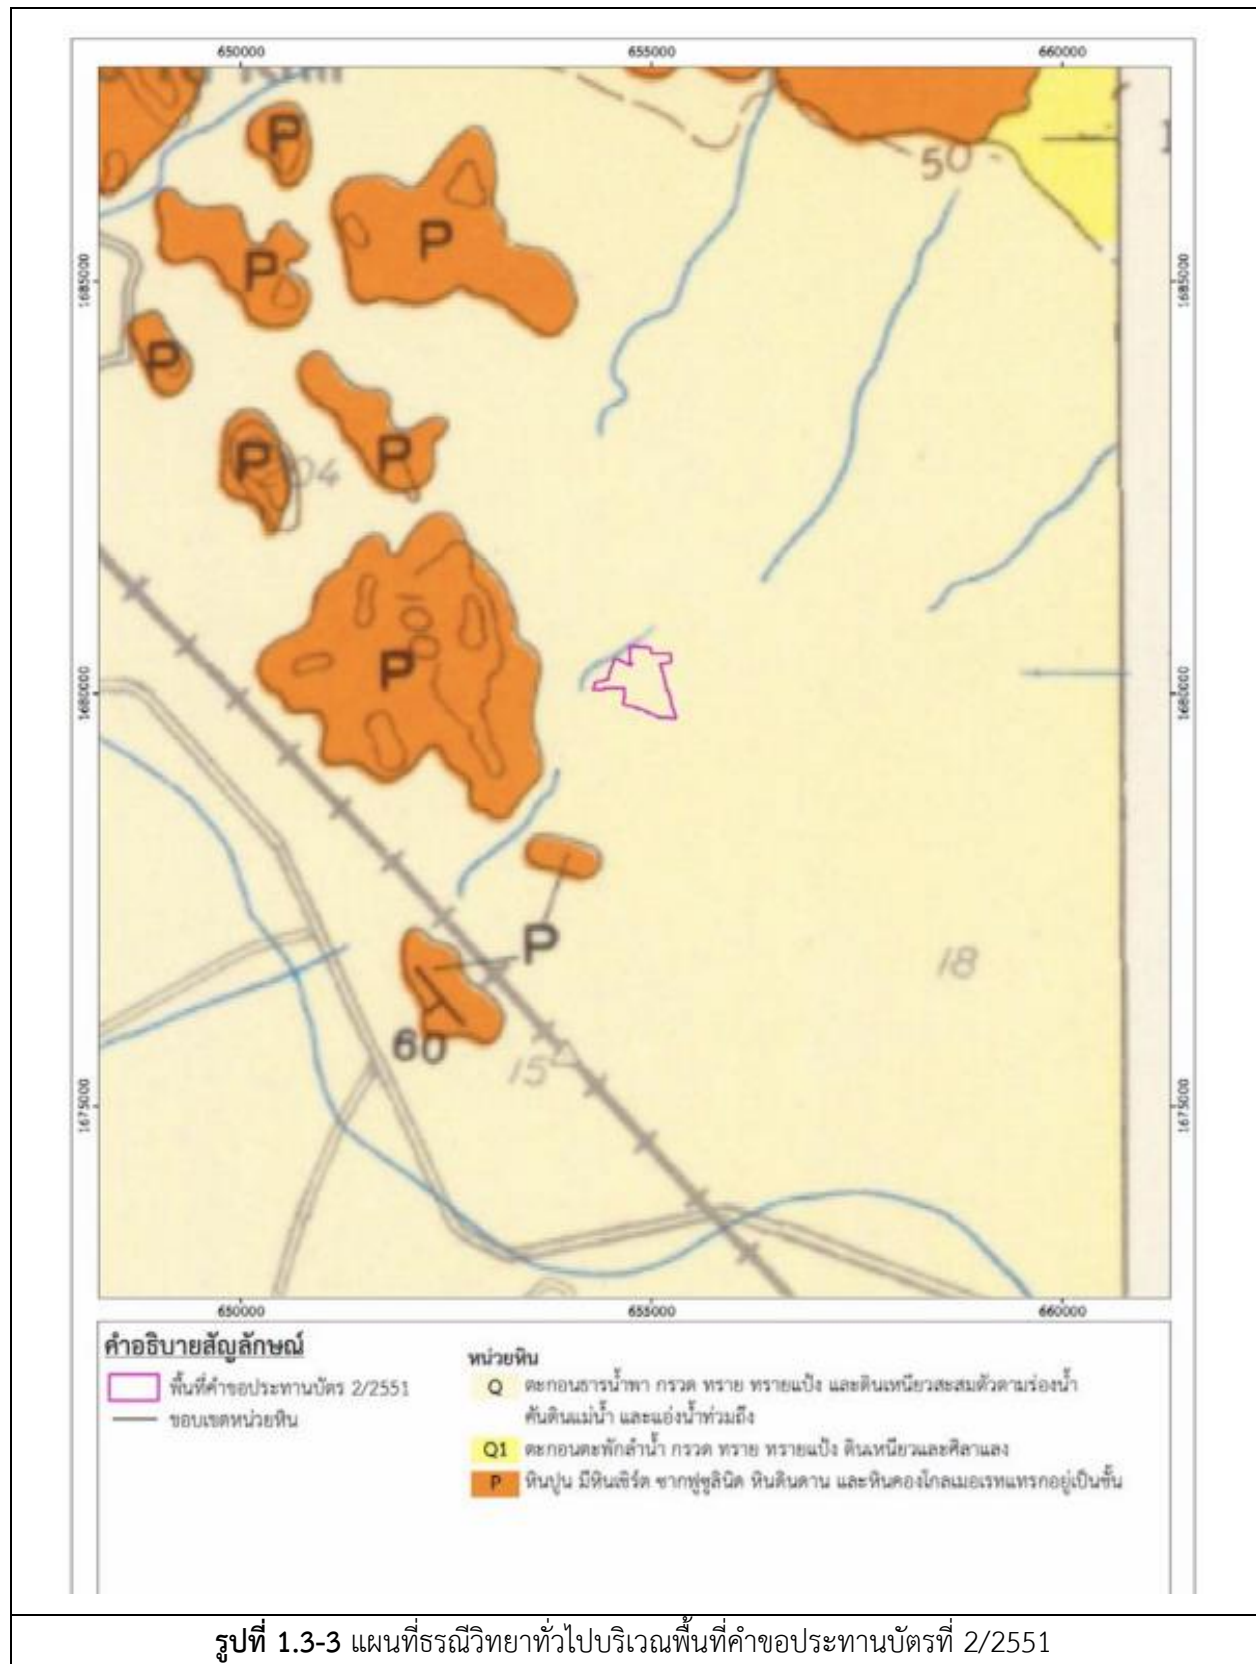 650000 655000 660000
P
50
P
1685000 P 1685000
P
P
P 204
100
P
1680000 1680000
P
18
60
15
1675000 1675000
650000 655000 660000
คำอธิบายสัญลักษณ์
พื้นที่คำขอประทานบัตร 2/2551
ขอบเขตหน่วยหิน
หน่วยหิน
Q ตะกอนธารน้ำพา กรวด ทราย ทรายแป้ง และดินเหนียวสะสมตัวตามร่องน้ำ
คันดินแม่น้ำ และแอ่งน้ำท่วมถึง
Q1 ตะกอนตะพักลำน้ำ กรวด ทราย ทรายแป้ง ดินเหนียวและศิลาแลง
P หินปูน มีหินเชิร์ต ซากฟูซูลินิด หินดินดาน และหินคองโกลเมอเรทแทรกอยู่เป็นชั้น
รูปที่ 1.3-3 แผนที่ธรณีวิทยาทั่วไปบริเวณพื้นที่คำขอประทานบัตรที่ 2/2551